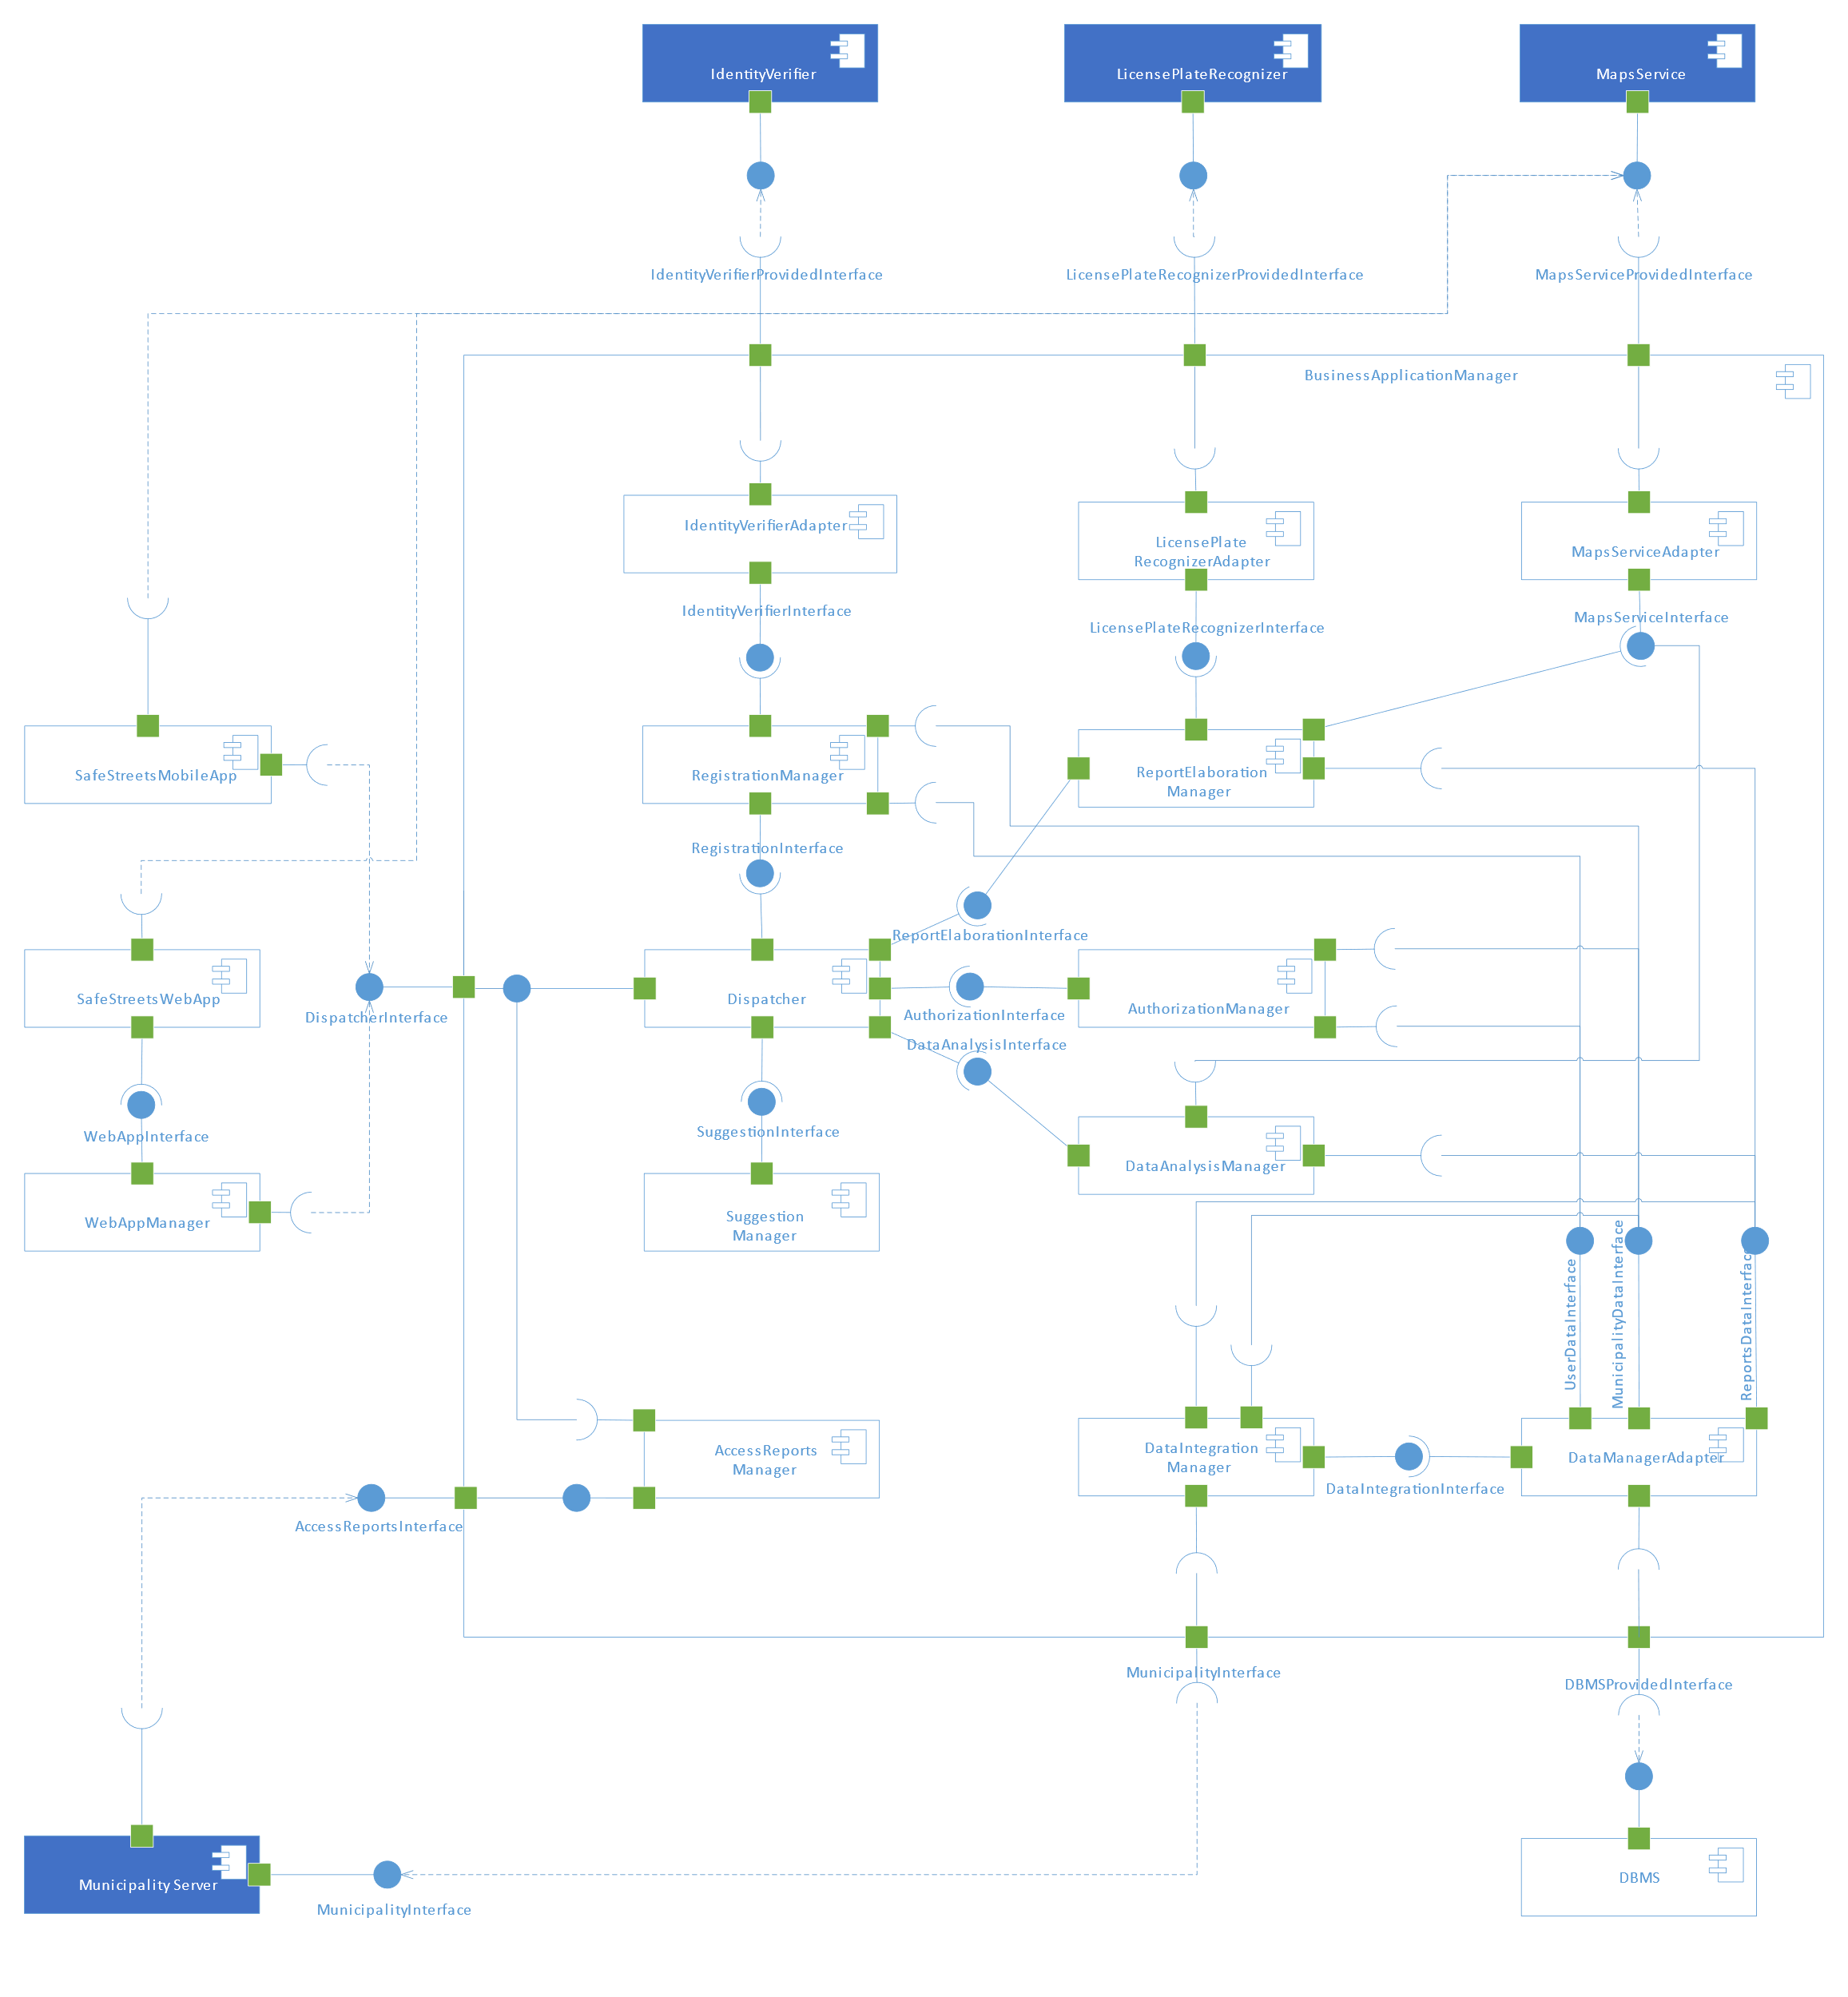 IdentityVerifier
LicensePlateRecognizer
MapsService
IdentityVerifierProvidedInterface
LicensePlateRecognizerProvidedInterface
MapsServiceProvidedInterface
BusinessApplicationManager
IdentityVerifierAdapter
LicensePlate
RecognizerAdapter
MapsServiceAdapter
IdentityVerifierInterface
LicensePlateRecognizerInterface
MapsServiceInterface
SafeStreetsMobileApp
RegistrationManager
ReportElaboration
Manager
RegistrationInterface
ReportElaborationInterface
SafeStreetsWebApp
Dispatcher
AuthorizationManager
DispatcherInterface
AuthorizationInterface
DataAnalysisInterface
WebAppInterface
SuggestionInterface
DataAnalysisManager
WebAppManager
Suggestion
Manager
UserDataInterface
MunicipalityDataInterface
ReportsDataInterface
AccessReports
Manager
DataIntegration
Manager
DataManagerAdapter
DataIntegrationInterface
AccessReportsInterface
MunicipalityInterface
DBMSProvidedInterface
Municipality Server
DBMS
MunicipalityInterface